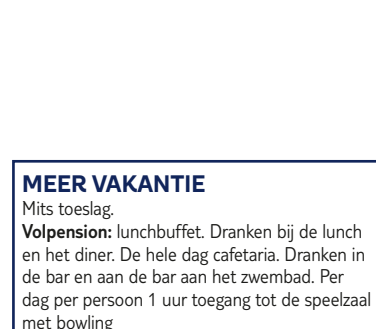 MEER VAKANTIE
Mits toeslag.
Volpension: lunchbuffet. Dranken bij de lunch
en het diner. De hele dag cafetaria. Dranken in
de bar en aan de bar aan het zwembad. Per
dag per persoon 1 uur toegang tot de speelzaal
met bowling